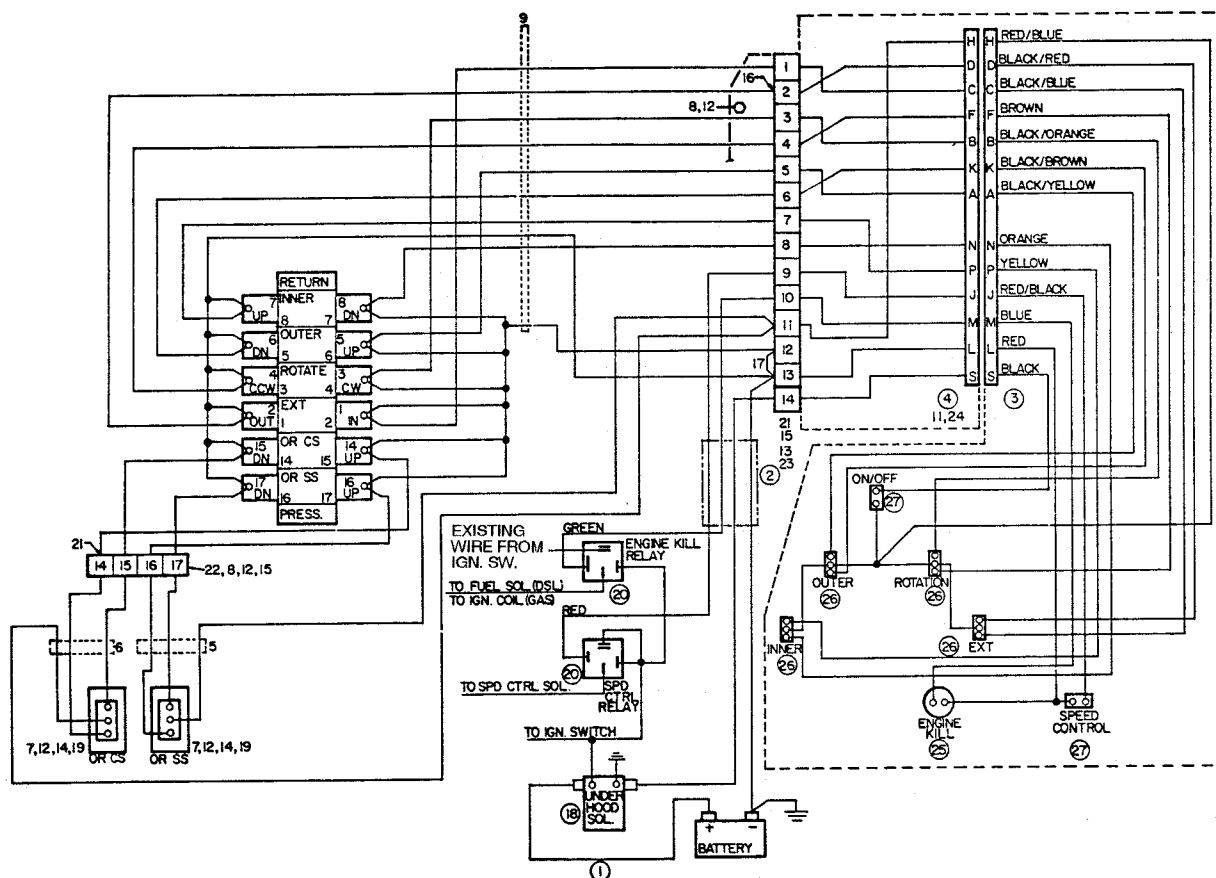 9
16
8,12
1
2
3
4
5
6
7
8
9
10
11
12
13
14
17
21
15
13
23
2
H
D
C
F
B
K
A
N
P
J
M
L
S
4
11,24
H
D
C
F
B
K
A
N
P
J
M
L
S
3
RED/BLUE
BLACK/RED
BLACK/BLUE
BROWN
BLACK/ORANGE
BLACK/BROWN
BLACK/YELLOW
ORANGE
YELLOW
RED/BLACK
BLUE
RED
BLACK
RETURN
7 INNER 8
UP 8 7 DN
6 OUTER 5
DN 5 6 UP
4 ROTATE 3
CCW 3 4 CW
2 EXT 1
OUT 1 2 IN
15 OR CS 14
DN 14 15 UP
17 OR SS 16
DN 16 17 UP
PRESS.
21
14 15 16 17
22,8,12,15
6
5
7,12,14,19
OR CS
7,12,14,19
OR SS
EXISTING
WIRE FROM
IGN. SW.
GREEN
ENGINE KILL
RELAY
20
TO FUEL SOL (DSL)
TO IGN. COIL (GAS)
RED
20
TO SPD CTRL SOL.
SPD
CTRL
RELAY
TO IGN. SWITCH
18
UNDER
HOOD
SOL.
1
+ −
BATTERY
ON/OFF
27
OUTER
26
ROTATION
26
INNER
26
26
EXT
ENGINE
KILL
25
SPEED
CONTROL
27